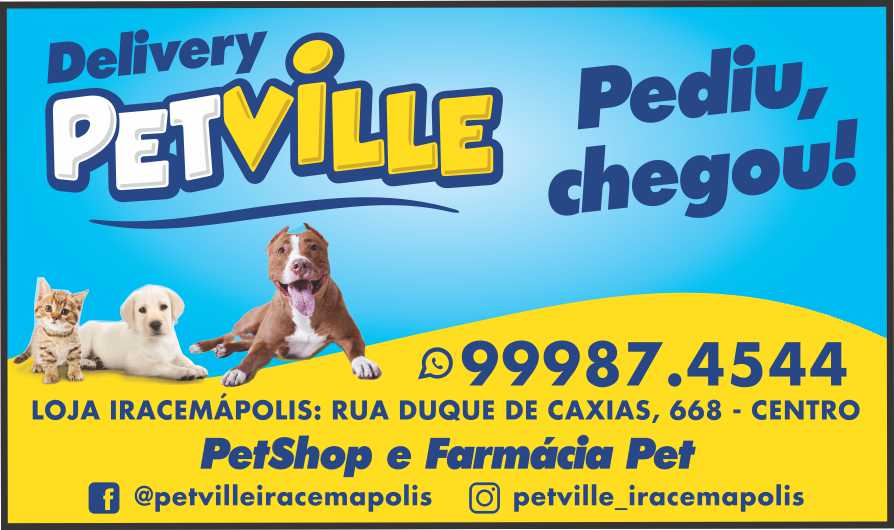 Delivery
PETViLLE
Pediu,
chegou!
99987.4544
LOJA IRACEMÁPOLIS: RUA DUQUE DE CAXIAS, 668 - CENTRO
PetShop e Farmácia Pet
@petvilleiracemapolis petville_iracemapolis